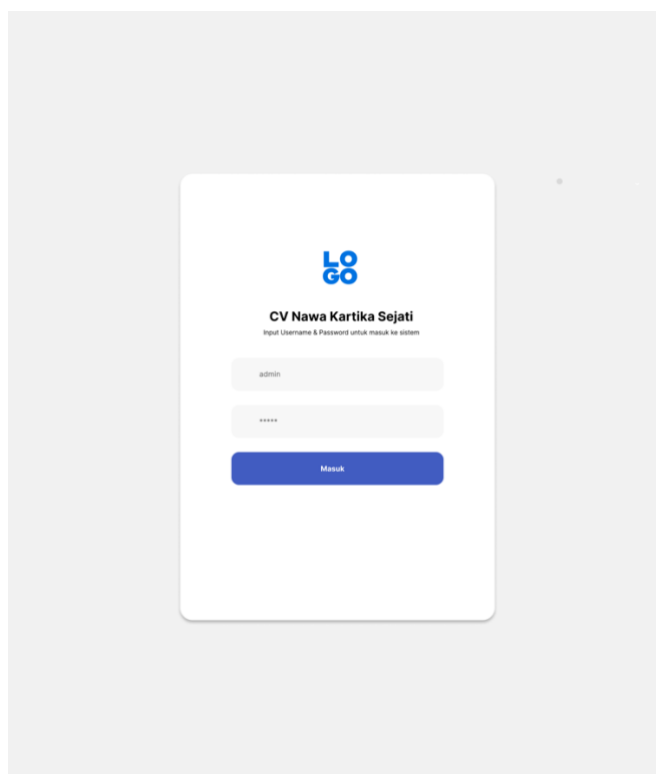 LO
GO
CV Nawa Kartika Sejati
Input Username & Password untuk masuk ke sistem
admin
*****
Masuk